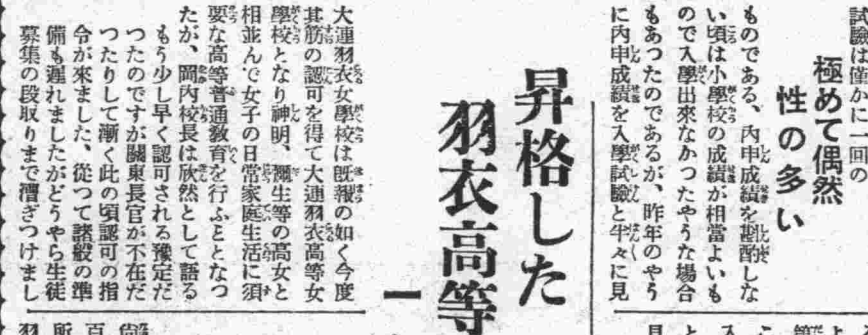 試驗は僅かに一回の
極めて偶然
性の多い
ものである、内申成績を斟酌しな
い頃は小學校の成績が相當よいも
ので入學出來なかつたやうな場合
もあつたのであるが、昨年のやう
に内申成績を入學試驗と半々に見
昇格した
羽衣高等
大連羽衣女學校は既報の如く今度
其筋の認可を得て大連羽衣高等女
學校となり神明、彌生等の高女と
相並んで女子の日常家庭生活に須
要な高等普通敎育を行ふこととなつ
たが、岡内校長は欣然として語る
もう少し早く認可される豫定だ
つたのですが關東長官が不在だ
つたりして漸く此の頃認可の指
令が來ました、從つて諸般の準
備も遲れましたがどうやら生徒
募集の段取りまで漕ぎつけまし